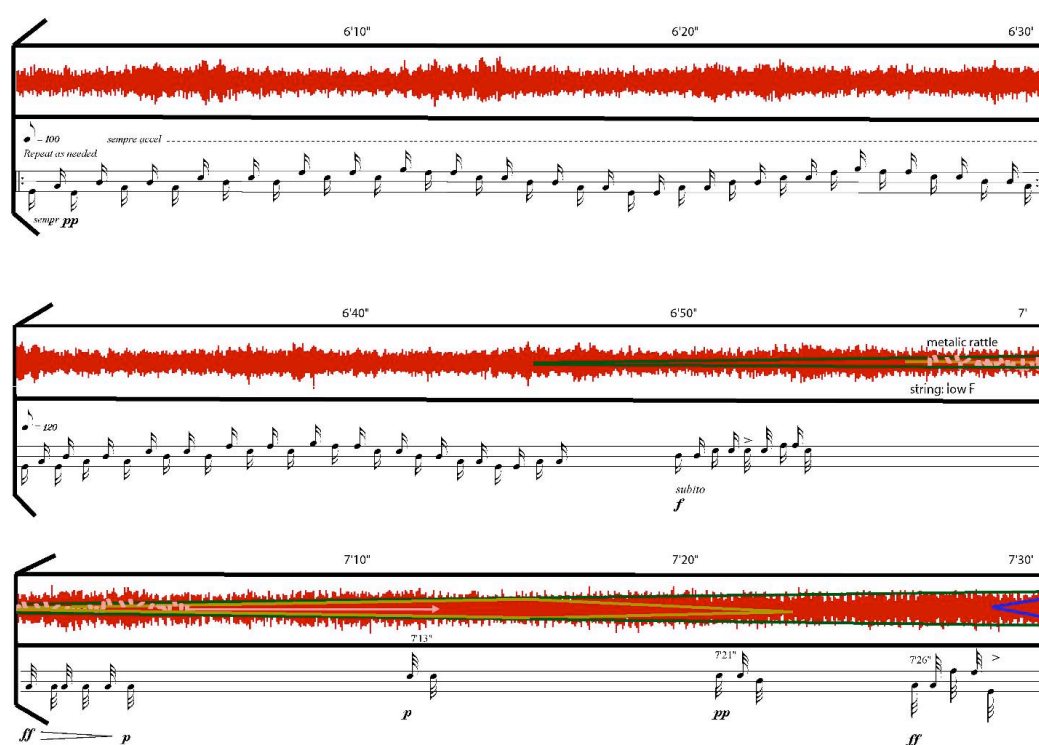 6'10" 6'20" 6'30'
= 100 sempre accel
Repeat as needed
sempr pp
6'40" 6'50" 7'
metalic rattle
string: low F
= 120
subito
f
7'10" 7'20" 7'30"
7'13"
7'21" 7'26"
p pp
ff p ff